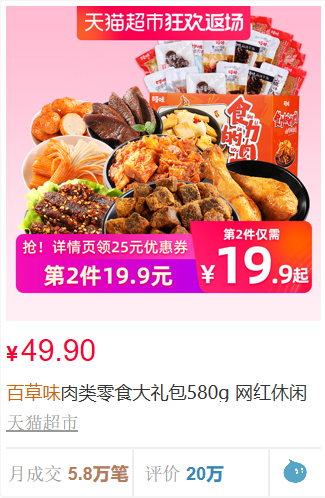 天猫超市狂欢返场
百草味
抢！详情页领25元优惠券
第2件19.9元
第2件仅需
¥19.9起
¥49.90
百草味肉类零食大礼包580g 网红休闲
天猫超市
月成交 5.8万笔
评价 20万